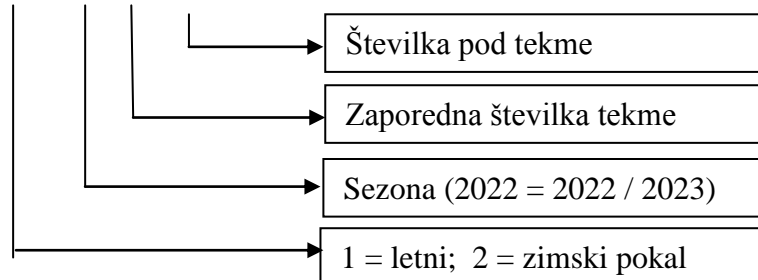 Številka pod tekme
Zaporedna številka tekme
Sezona (2022 = 2022 / 2023)
1 = letni;  2 = zimski pokal